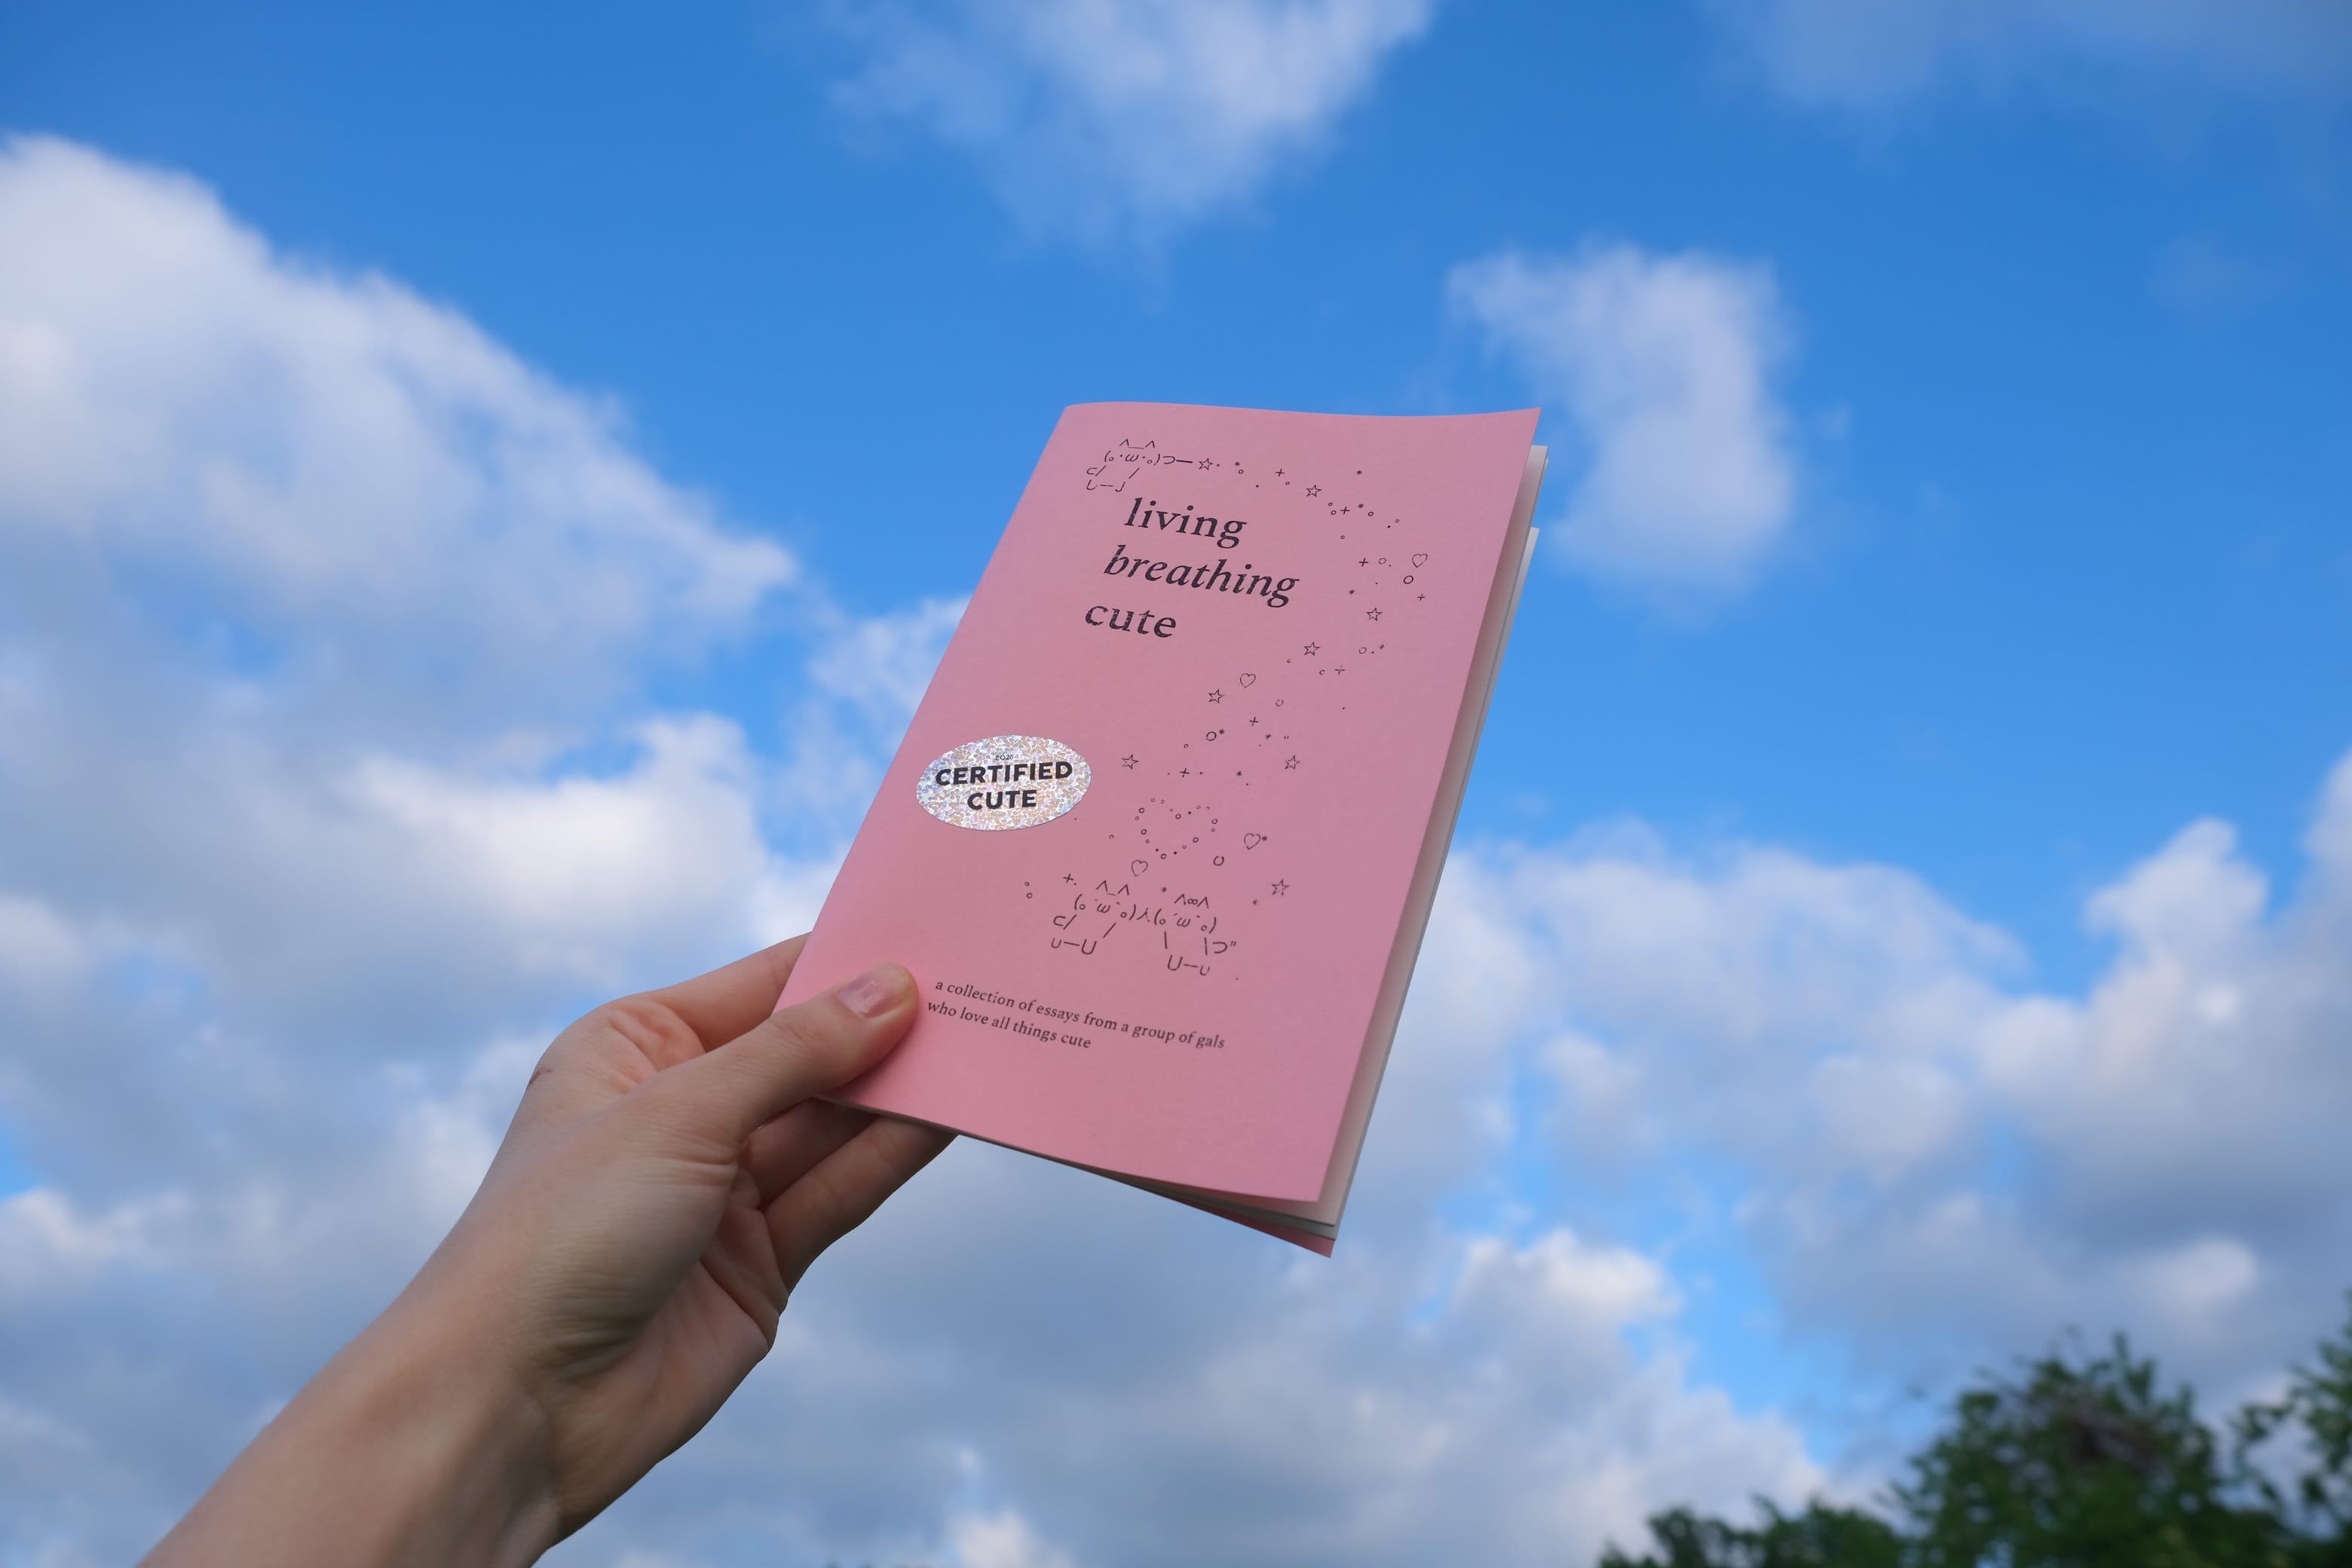 living
breathing
cute
CERTIFIED
CUTE
a collection of essays from a group of gals
who love all things cute